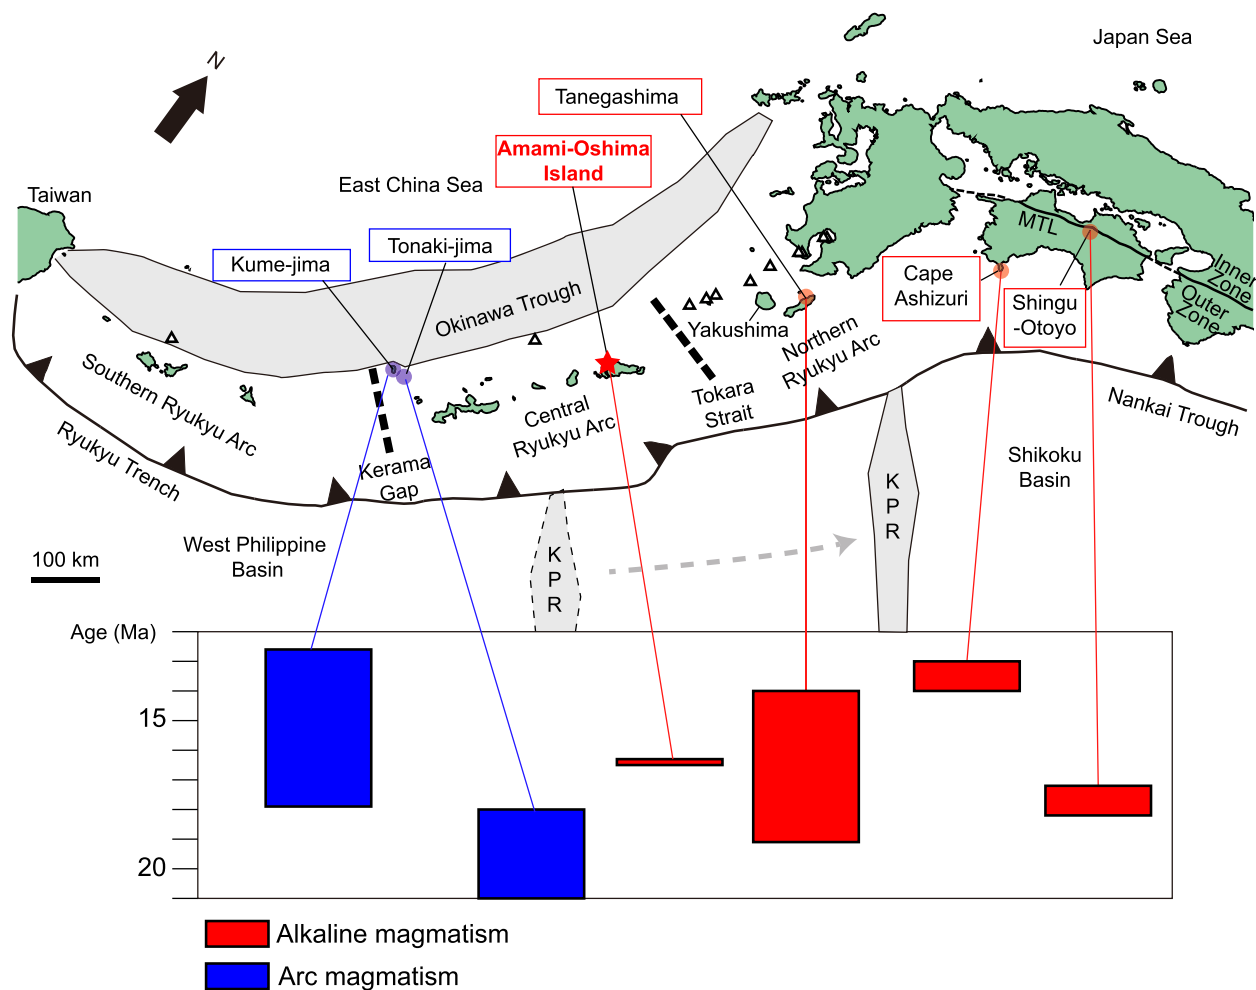 Japan Sea
N
Tanegashima
Amami-Oshima
Island
East China Sea
Taiwan
Tonaki-jima
Kume-jima
MTL
Cape
Ashizuri
Shingu
-Otoyo
Inner
Zone
Outer
Zone
Okinawa Trough
Yakushima
Northern
Ryukyu Arc
Southern Ryukyu Arc
Central
Ryukyu Arc
Tokara
Strait
Nankai Trough
Ryukyu Trench
Kerama
Gap
Shikoku
Basin
K
P
R
West Philippine
Basin
K
P
R
100 km
Age (Ma)
15
20
Alkaline magmatism
Arc magmatism